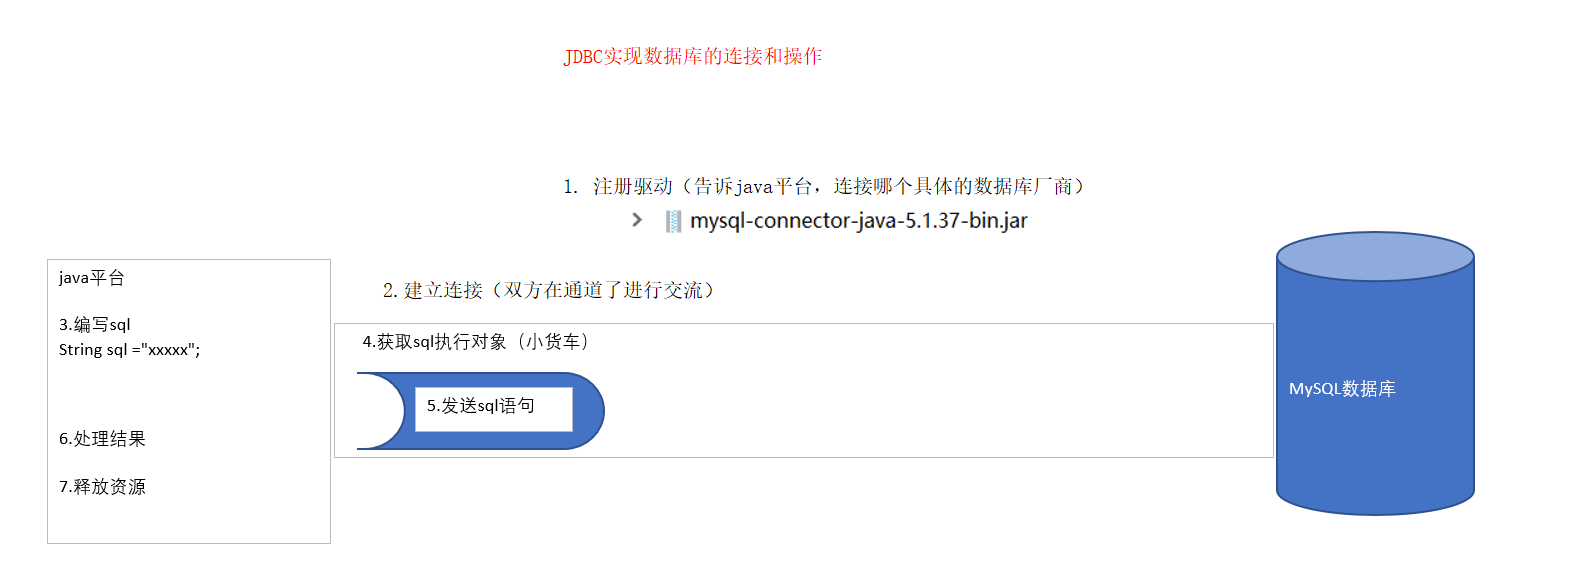 JDBC实现数据库的连接和操作
1. 注册驱动（告诉java平台，连接哪个具体的数据库厂商）
mysql-connector-java-5.1.37-bin.jar
java平台
2.建立连接（双方在通道了进行交流）
3.编写sql
String sql ="xxxxx";
4.获取sql执行对象（小货车）
5.发送sql语句
MySQL数据库
6.处理结果
7.释放资源